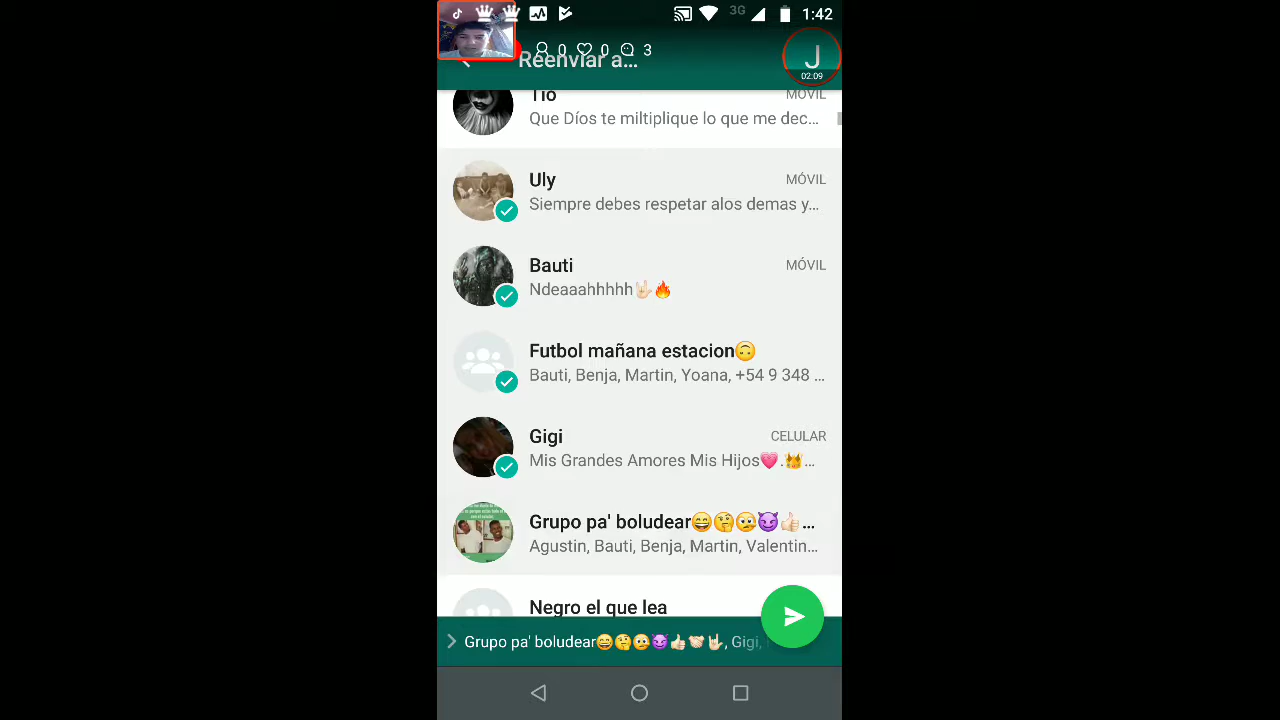 3G
1:42
0 0 3
Reenviar a...
J
02:09
Tío
MÓVIL
Que Díos te miltiplique lo que me dec...
Uly
MÓVIL
Siempre debes respetar alos demas y...
Bauti
MÓVIL
Ndeaaahhhhh🤟🏻🔥
Futbol mañana estacion🙃
Bauti, Benja, Martin, Yoana, +54 9 348 ...
Gigi
CELULAR
Mis Grandes Amores Mis Hijos💗.👑...
Grupo pa' boludear😄🤔🤕😈👍🏻...
Agustin, Bauti, Benja, Martin, Valentin...
Negro el que lea
Grupo pa' boludear😄🤔🤕😈👍🏻🤝🏻🤟🏻, Gigi,